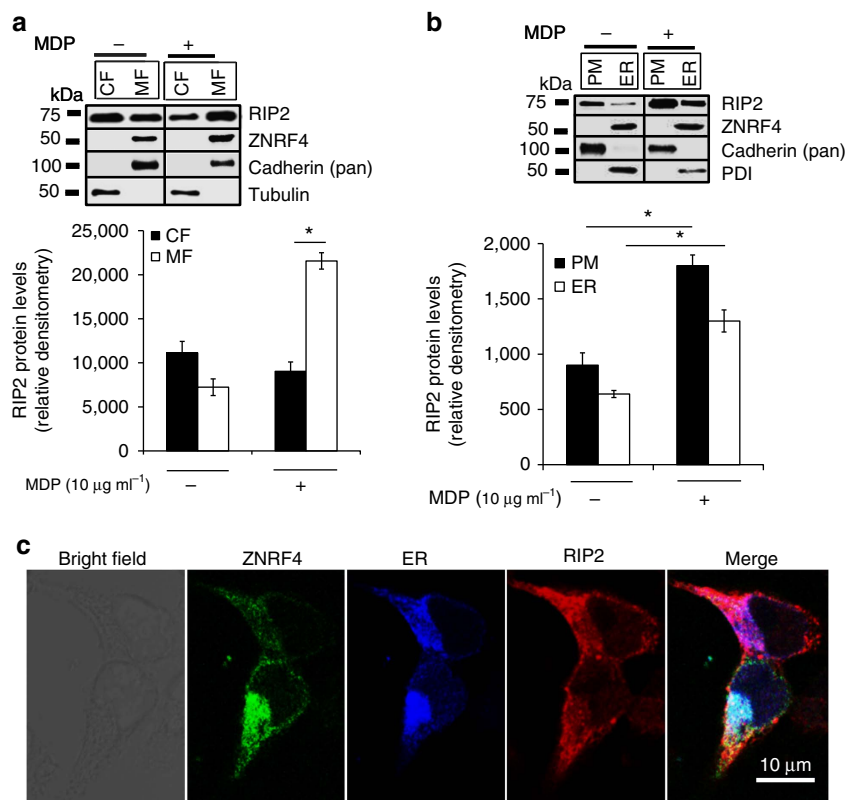 a
MDP – +
CF MF CF MF
kDa
75 RIP2
50 ZNRF4
100 Cadherin (pan)
50 Tubulin
RIP2 protein levels
(relative densitometry)
25,000
20,000
15,000
10,000
5,000
0
CF
MF
*
MDP (10 μg ml⁻¹) – +
b
MDP – +
PM ER PM ER
kDa
75 RIP2
50 ZNRF4
100 Cadherin (pan)
50 PDI
RIP2 protein levels
(relative densitometry)
2,000
1,500
1,000
500
0
PM
ER
*
*
MDP (10 μg ml⁻¹) – +
c
Bright field ZNRF4 ER RIP2 Merge
10 μm